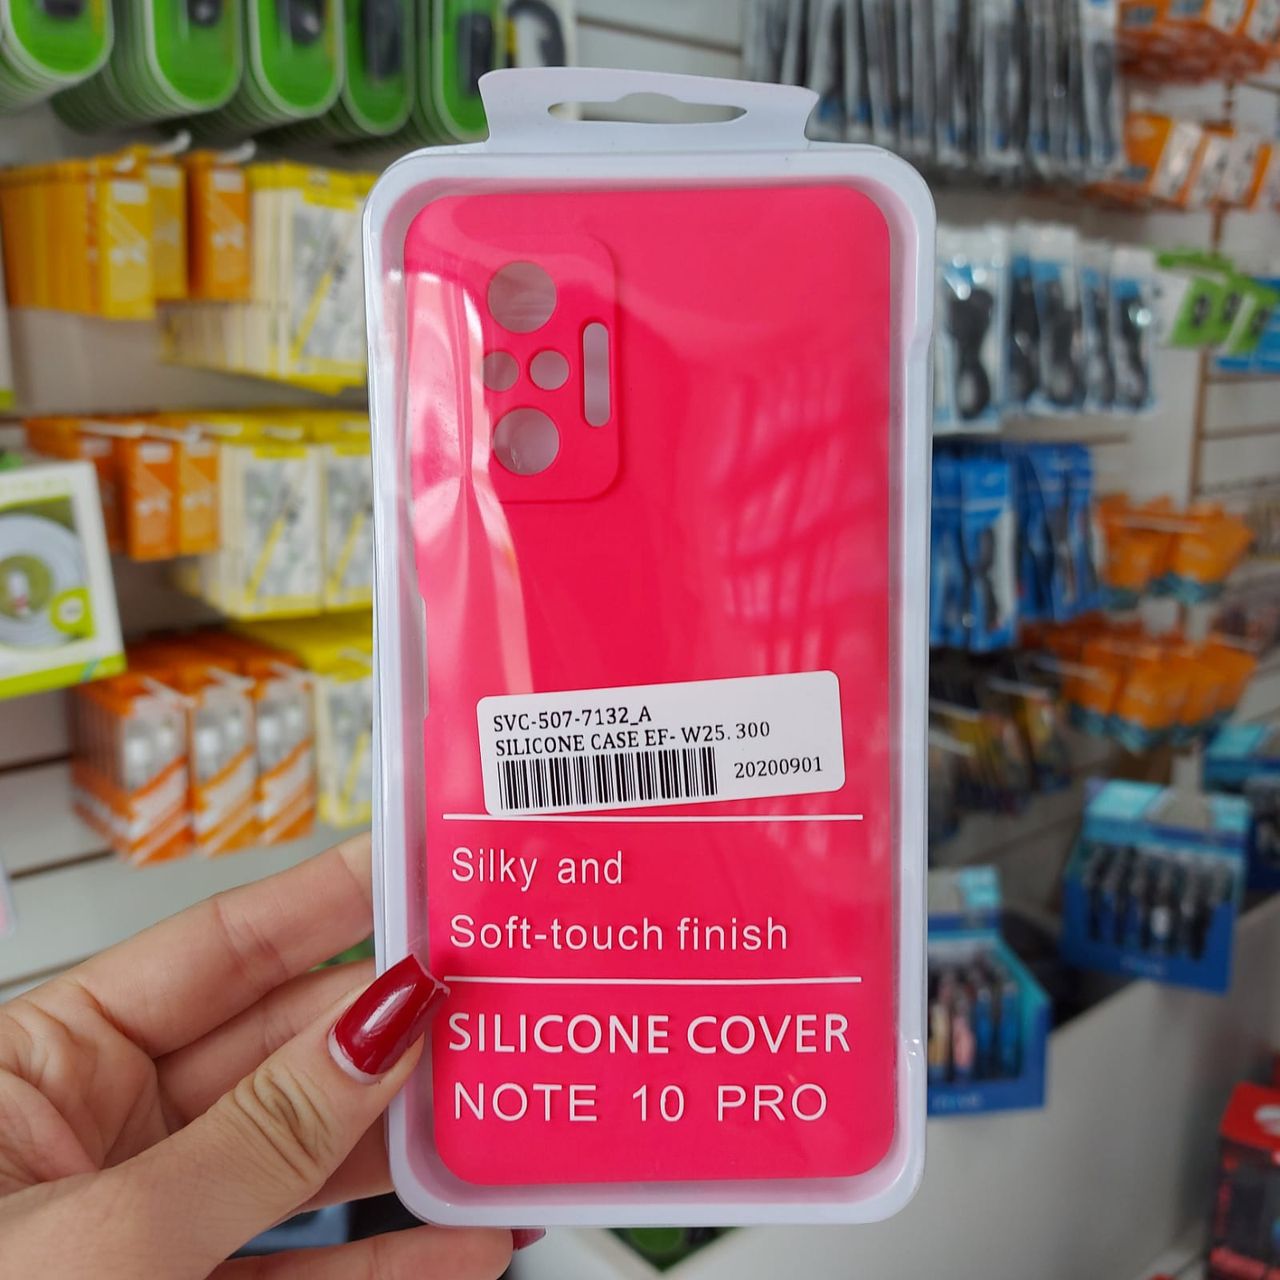 SVC-507-7132_A
SILICONE CASE EF- W25. 300
20200901
Silky and
Soft-touch finish
SILICONE COVER
NOTE 10 PRO